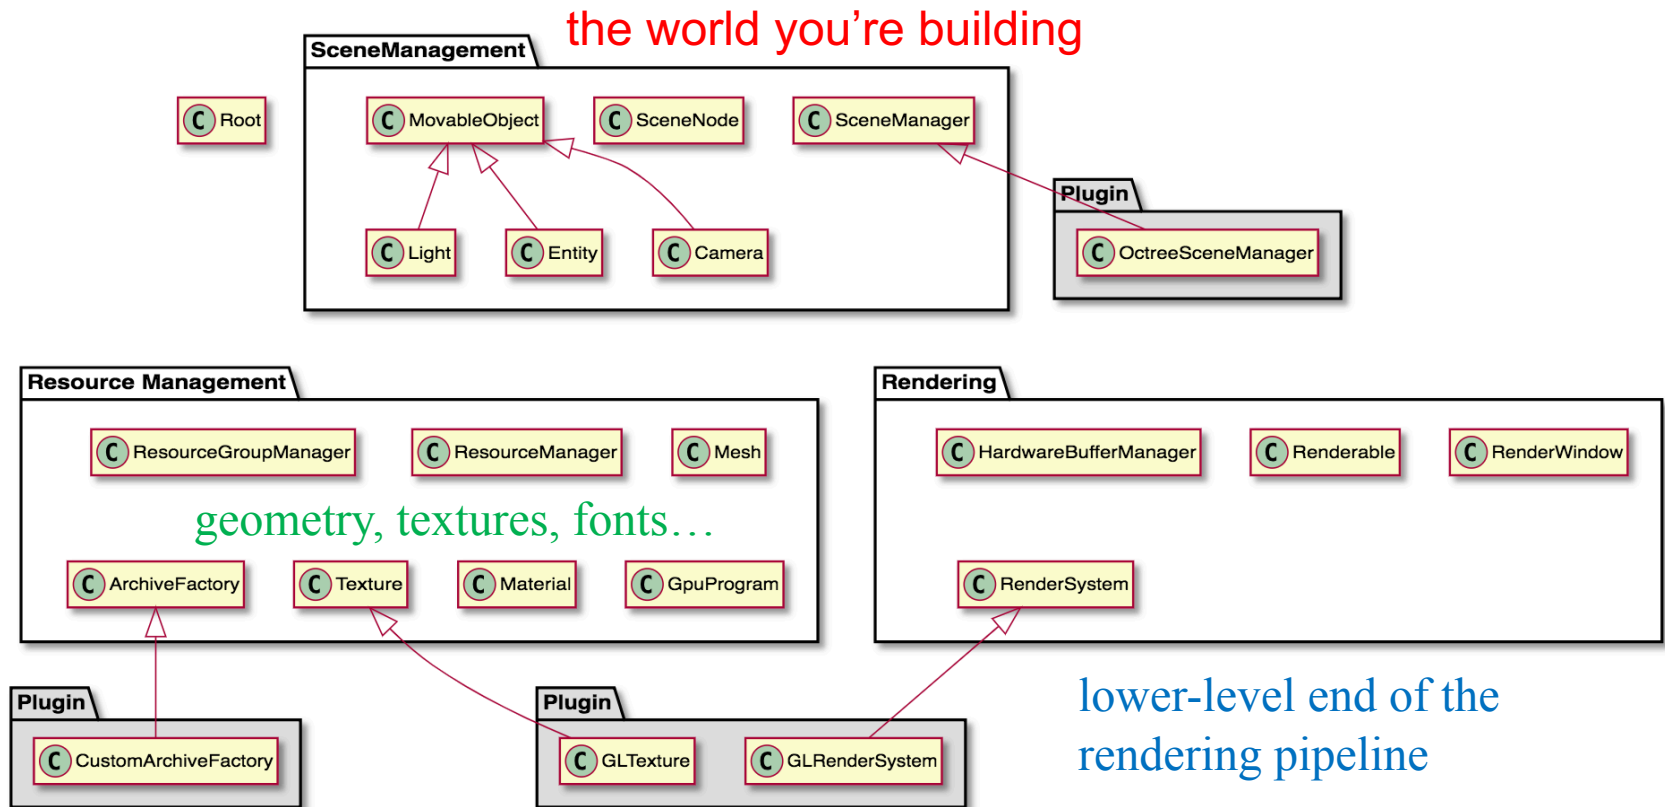 the world you’re building
SceneManagement
C Root
C MovableObject
C SceneNode
C SceneManager
Plugin
C Light
C Entity
C Camera
C OctreeSceneManager
Resource Management
Rendering
C ResourceGroupManager
C ResourceManager
C Mesh
C HardwareBufferManager
C Renderable
C RenderWindow
geometry, textures, fonts…
C ArchiveFactory
C Texture
C Material
C GpuProgram
C RenderSystem
Plugin
Plugin
lower-level end of the
rendering pipeline
C CustomArchiveFactory
C GLTexture
C GLRenderSystem